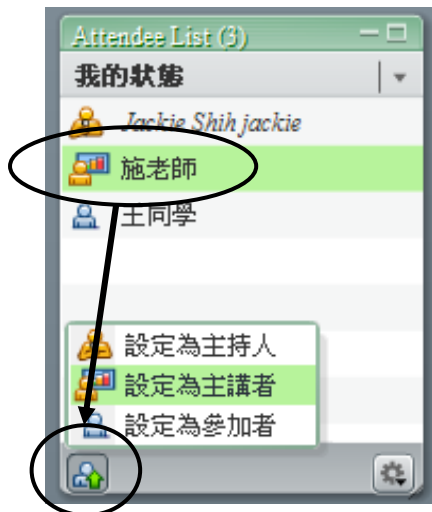 Attendee List (3)
我的狀態
Jackie Shih jackie
施老師
王同學
設定為主持人
設定為主講者
設定為參加者